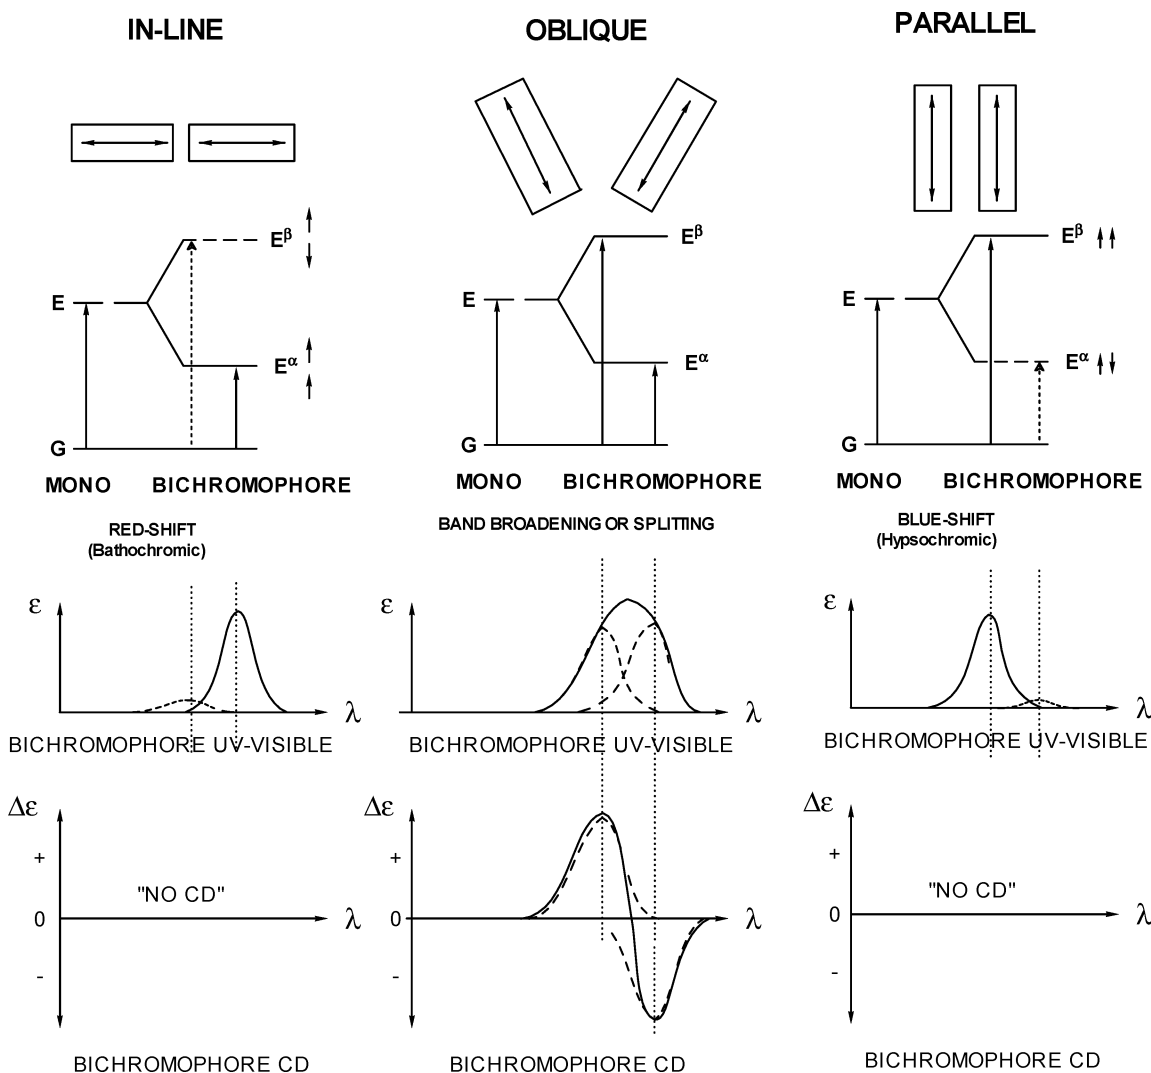 IN-LINE
Eβ
E
Eα
G
MONO BICHROMOPHORE
RED-SHIFT
(Bathochromic)
ε
λ
BICHROMOPHORE UV-VISIBLE
Δε
+
"NO CD"
0
λ
-
BICHROMOPHORE CD
OBLIQUE
Eβ
E
Eα
G
MONO BICHROMOPHORE
BAND BROADENING OR SPLITTING
ε
λ
BICHROMOPHORE UV-VISIBLE
Δε
+
0
λ
-
BICHROMOPHORE CD
PARALLEL
Eβ
E
Eα
G
MONO BICHROMOPHORE
BLUE-SHIFT
(Hypsochromic)
ε
λ
BICHROMOPHORE UV-VISIBLE
Δε
+
"NO CD"
0
λ
-
BICHROMOPHORE CD